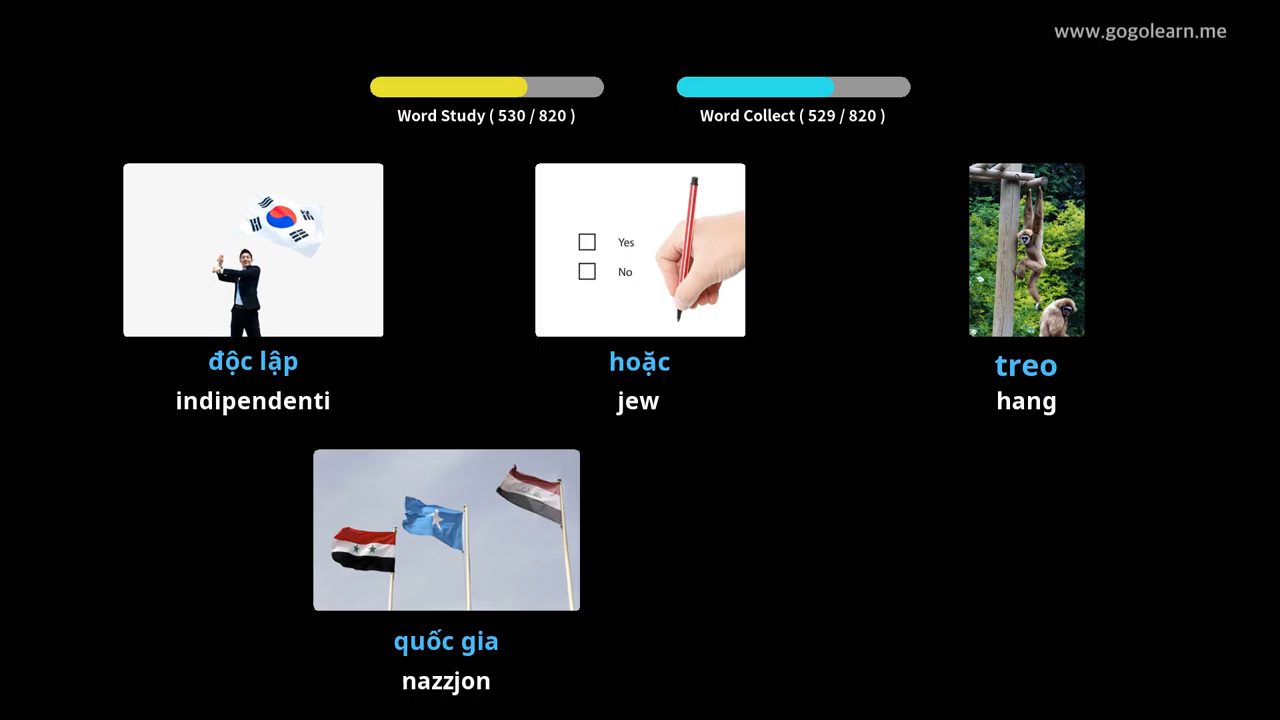 www.gogolearn.me
Word Study ( 530 / 820 )
Word Collect ( 529 / 820 )
Yes
No
độc lập
indipendenti
hoặc
jew
treo
hang
quốc gia
nazzjon